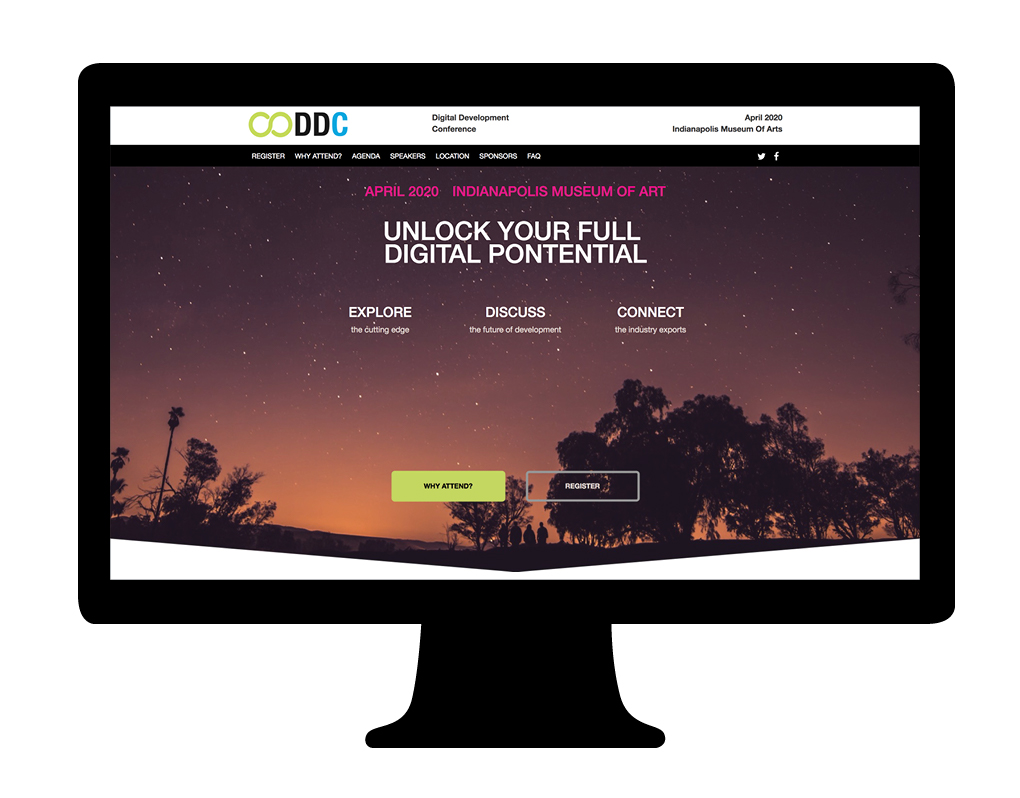 DDC
Digital Development
Conference
April 2020
Indianapolis Museum Of Arts
REGISTER WHY ATTEND? AGENDA SPEAKERS LOCATION SPONSORS FAQ
APRIL 2020 INDIANAPOLIS MUSEUM OF ART
UNLOCK YOUR FULL
DIGITAL PONTENTIAL
EXPLORE
the cutting edge
DISCUSS
the future of development
CONNECT
the industry exports
WHY ATTEND?
REGISTER